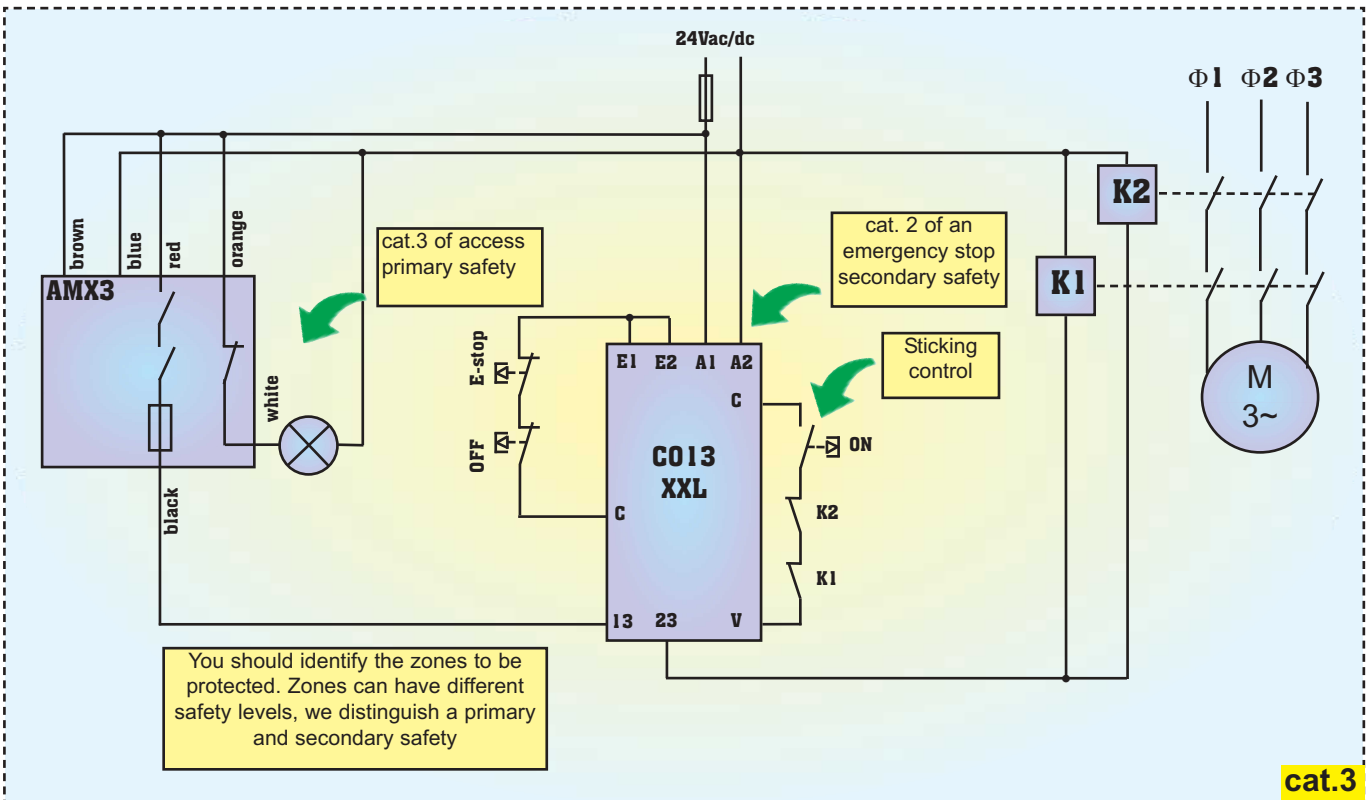 24Vac/dc
Φ1 Φ2 Φ3
brown
blue
red
orange
AMX3
white
black
cat.3 of access
primary safety
cat. 2 of an
emergency stop
secondary safety
Sticking
control
K2
K1
M
3~
E-stop
OFF
E1 E2 A1 A2
C
CO13
XXL
C
13 23 V
ON
K2
K1
You should identify the zones to be
protected. Zones can have different
safety levels, we distinguish a primary
and secondary safety
cat.3